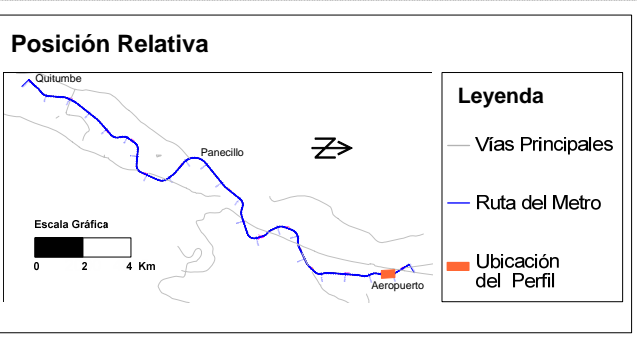 Posición Relativa
Quitumbe
Panecillo
Z
Escala Gráfica
0 2 4 Km
Aeropuerto
Leyenda
Vías Principales
Ruta del Metro
Ubicación
del Perfil